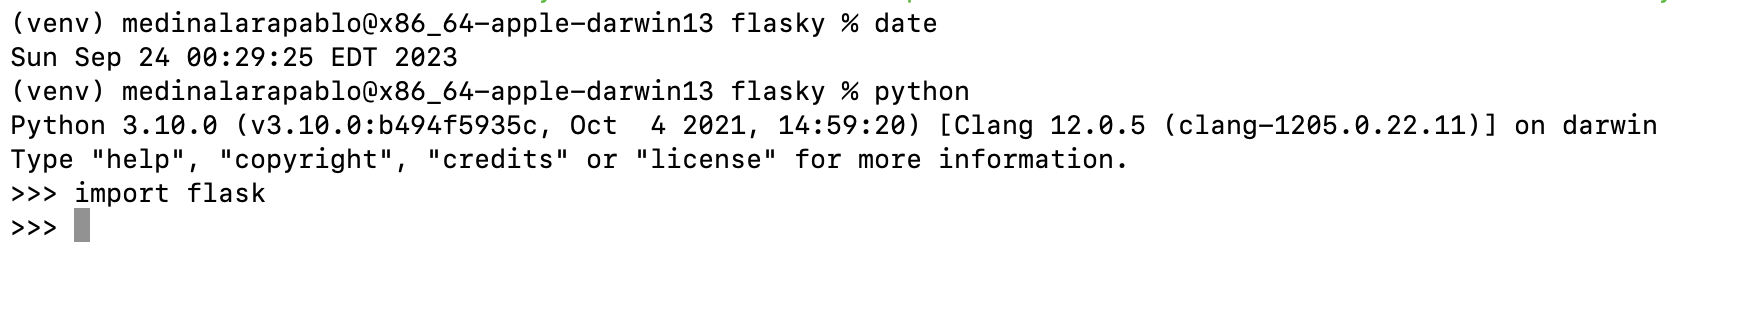 (venv) medinalarapablo@x86_64-apple-darwin13 flasky % date
Sun Sep 24 00:29:25 EDT 2023
(venv) medinalarapablo@x86_64-apple-darwin13 flasky % python
Python 3.10.0 (v3.10.0:b494f5935c, Oct  4 2021, 14:59:20) [Clang 12.0.5 (clang-1205.0.22.11)] on darwin
Type "help", "copyright", "credits" or "license" for more information.
>>> import flask
>>>